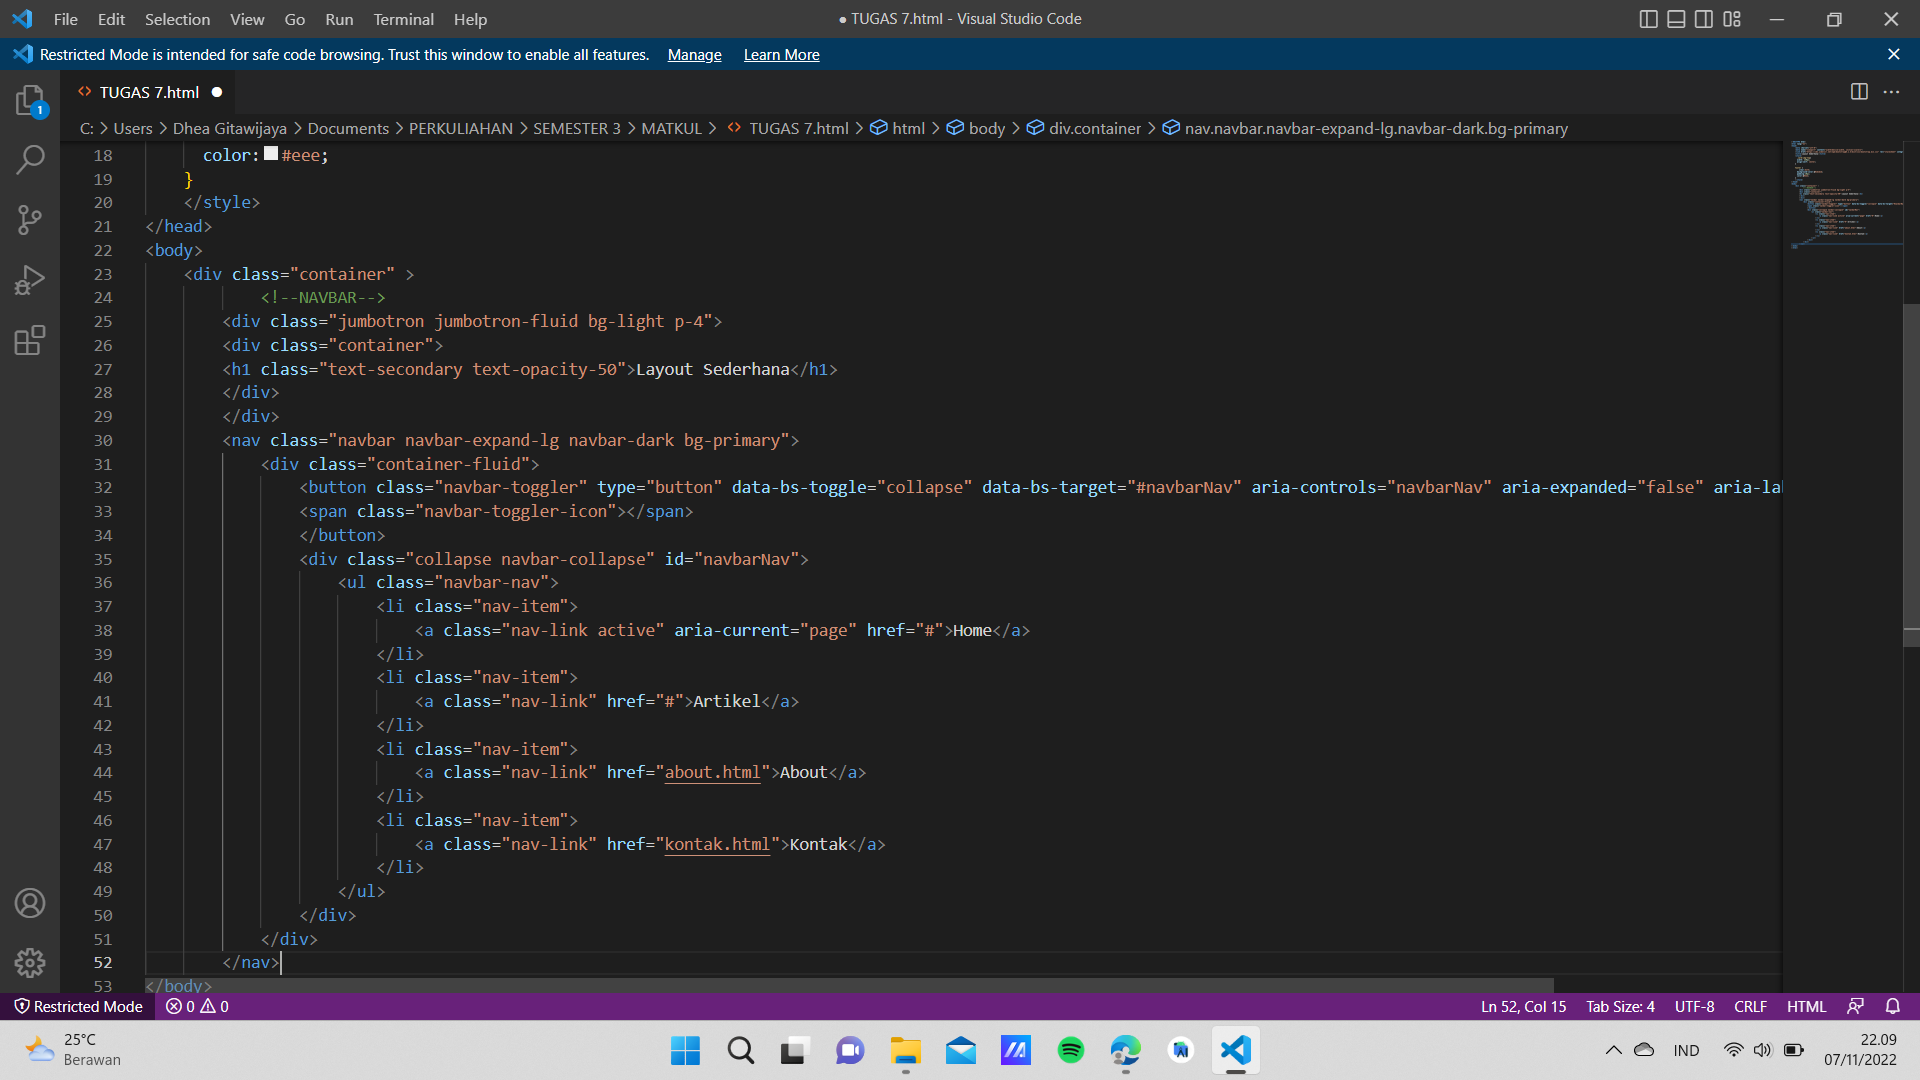 File Edit Selection View Go Run Terminal Help
● TUGAS 7.html - Visual Studio Code
Restricted Mode is intended for safe code browsing. Trust this window to enable all features. Manage Learn More
TUGAS 7.html
C: > Users > Dhea Gitawijaya > Documents > PERKULIAHAN > SEMESTER 3 > MATKUL > TUGAS 7.html > html > body > div.container > nav.navbar.navbar-expand-lg.navbar-dark.bg-primary
1
18 color: #eee;
19 }
20 </style>
21 </head>
22 <body>
23 <div class="container" >
24 <!--NAVBAR-->
25 <div class="jumbotron jumbotron-fluid bg-light p-4">
26 <div class="container">
27 <h1 class="text-secondary text-opacity-50">Layout Sederhana</h1>
28 </div>
29 </div>
30 <nav class="navbar navbar-expand-lg navbar-dark bg-primary">
31 <div class="container-fluid">
32 <button class="navbar-toggler" type="button" data-bs-toggle="collapse" data-bs-target="#navbarNav" aria-controls="navbarNav" aria-expanded="false" aria-la
33 <span class="navbar-toggler-icon"></span>
34 </button>
35 <div class="collapse navbar-collapse" id="navbarNav">
36 <ul class="navbar-nav">
37 <li class="nav-item">
38 <a class="nav-link active" aria-current="page" href="#">Home</a>
39 </li>
40 <li class="nav-item">
41 <a class="nav-link" href="#">Artikel</a>
42 </li>
43 <li class="nav-item">
44 <a class="nav-link" href="about.html">About</a>
45 </li>
46 <li class="nav-item">
47 <a class="nav-link" href="kontak.html">Kontak</a>
48 </li>
49 </ul>
50 </div>
51 </div>
52 </nav>
53 </body>
Restricted Mode 0 0
Ln 52, Col 15 Tab Size: 4 UTF-8 CRLF HTML
25°C
Berawan
IND
22.09
07/11/2022